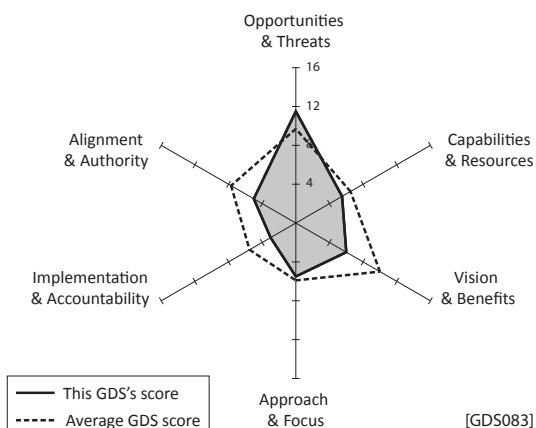 Opportunities
& Threats
16
12
8
4
Alignment
& Authority
Capabilities
& Resources
Implementation
& Accountability
Vision
& Benefits
Approach
& Focus
This GDS's score
Average GDS score
[GDS083]